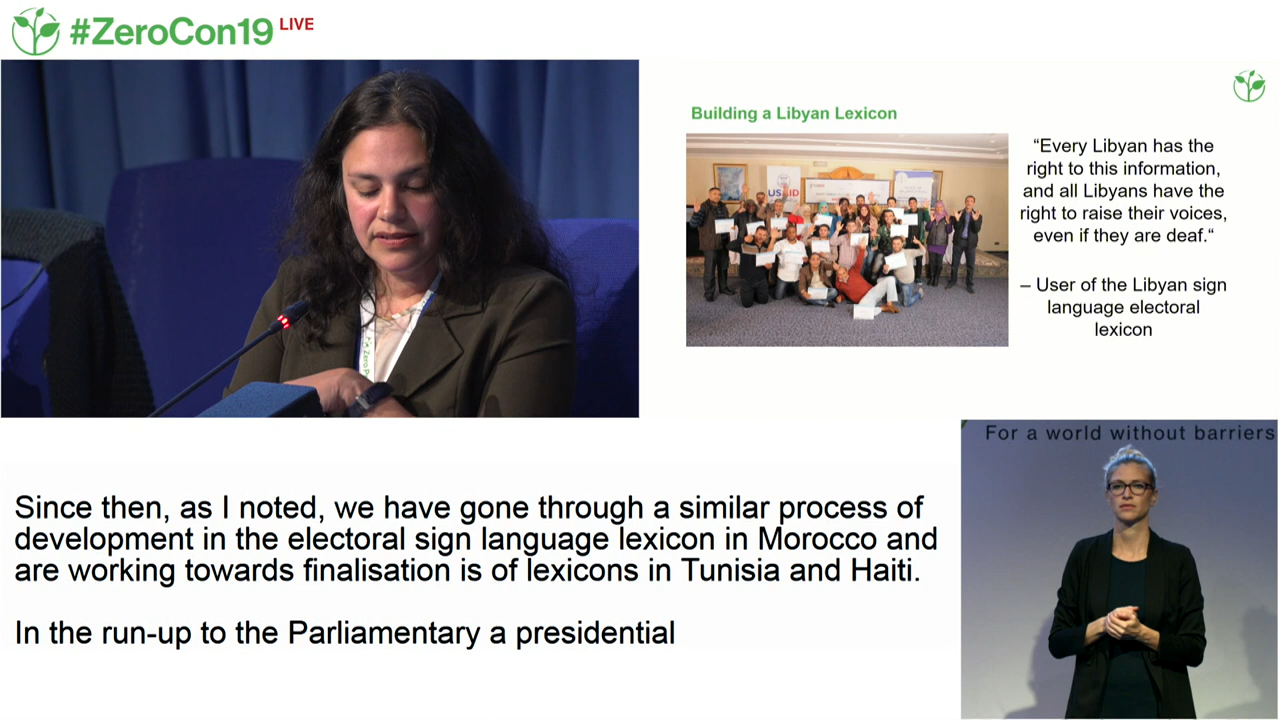 #ZeroCon19 LIVE
Building a Libyan Lexicon
USAID
“Every Libyan has the
right to this information,
and all Libyans have the
right to raise their voices,
even if they are deaf.“
– User of the Libyan sign
language electoral
lexicon
For a world without barriers
Since then, as I noted, we have gone through a similar process of
development in the electoral sign language lexicon in Morocco and
are working towards finalisation is of lexicons in Tunisia and Haiti.
In the run-up to the Parliamentary a presidential